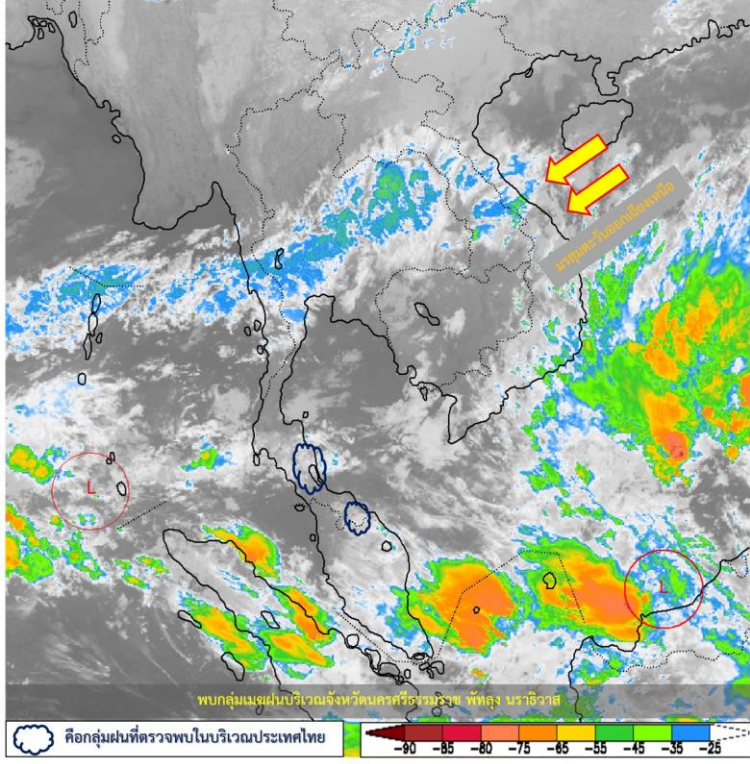 มรสุมตะวันออกเฉียงเหนือ
L
L
พบกลุ่มเมฆฝนบริเวณจังหวัดนครศรีธรรมราช พัทลุง นราธิวาส
คือกลุ่มฝนที่ตรวจพบในบริเวณประเทศไทย
-90 -85 -80 -75 -65 -55 -45 -35 -25